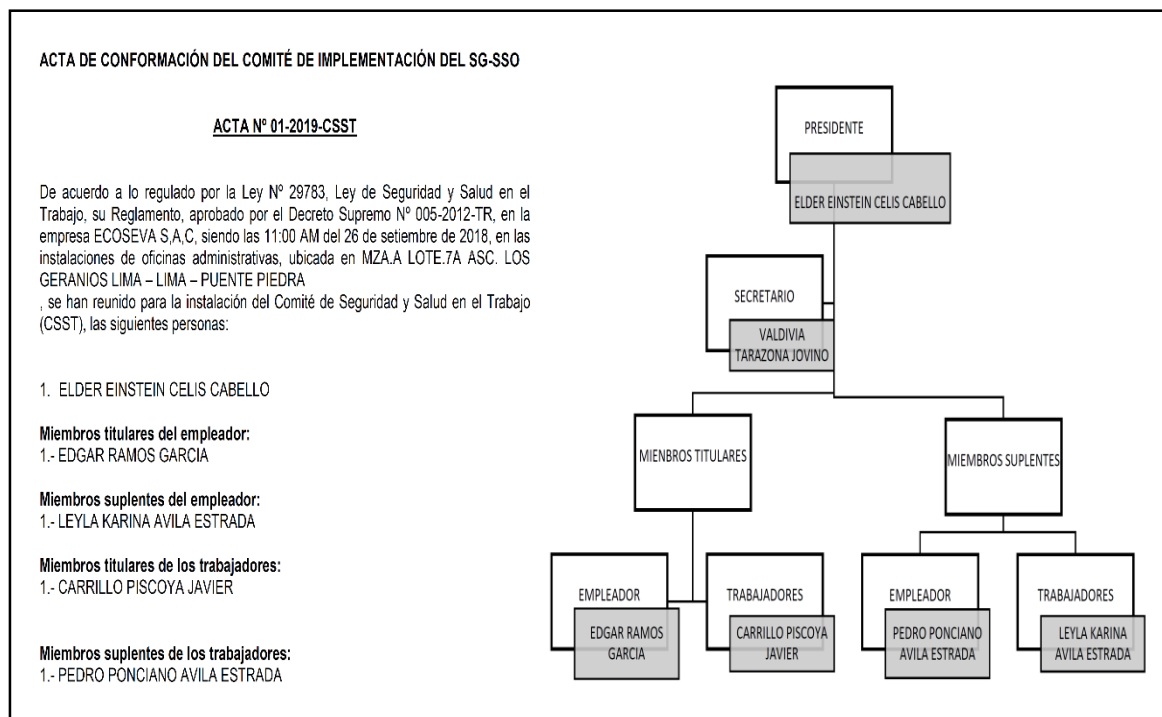 ACTA DE CONFORMACIÓN DEL COMITÉ DE IMPLEMENTACIÓN DEL SG-SSO
ACTA Nº 01-2019-CSST
De acuerdo a lo regulado por la Ley Nº 29783, Ley de Seguridad y Salud en el
Trabajo, su Reglamento, aprobado por el Decreto Supremo Nº 005-2012-TR, en la
empresa ECOSEVA S,A,C, siendo las 11:00 AM del 26 de setiembre de 2018, en las
instalaciones de oficinas administrativas, ubicada en MZA.A LOTE.7A ASC. LOS
GERANIOS LIMA – LIMA – PUENTE PIEDRA
, se han reunido para la instalación del Comité de Seguridad y Salud en el Trabajo
(CSST), las siguientes personas:
1. ELDER EINSTEIN CELIS CABELLO
Miembros titulares del empleador:
1.- EDGAR RAMOS GARCIA
Miembros suplentes del empleador:
1.- LEYLA KARINA AVILA ESTRADA
Miembros titulares de los trabajadores:
1.- CARRILLO PISCOYA JAVIER
Miembros suplentes de los trabajadores:
1.- PEDRO PONCIANO AVILA ESTRADA
PRESIDENTE
ELDER EINSTEIN CELIS CABELLO
SECRETARIO
VALDIVIA
TARAZONA JOVINO
MIENBROS TITULARES
MIEMBROS SUPLENTES
EMPLEADOR
EDGAR RAMOS
GARCIA
TRABAJADORES
CARRILLO PISCOYA
JAVIER
EMPLEADOR
PEDRO PONCIANO
AVILA ESTRADA
TRABAJADORES
LEYLA KARINA
AVILA ESTRADA